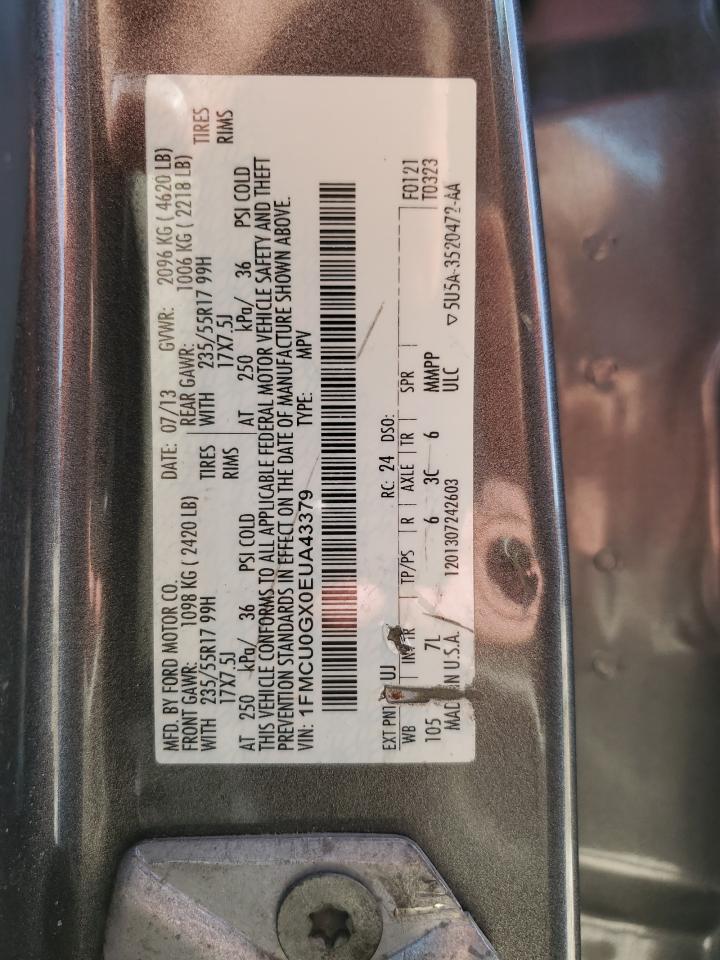 MFD. BY FORD MOTOR CO. DATE: 07/13 GVWR: 2096 KG ( 4620 LB)
FRONT GAWR: 1098 KG ( 2420 LB) REAR GAWR: 1006 KG ( 2218 LB)
WITH 235/55R17 99H TIRES WITH 235/55R17 99H TIRES
17X7.5J RIMS 17X7.5J RIMS
AT 250 kPa/ 36 PSI COLD AT 250 kPa/ 36 PSI COLD
THIS VEHICLE CONFORMS TO ALL APPLICABLE FEDERAL MOTOR VEHICLE SAFETY AND THEFT
PREVENTION STANDARDS IN EFFECT ON THE DATE OF MANUFACTURE SHOWN ABOVE.
VIN: 1FMCU0GX0EUA43379 TYPE: MPV
EXT PNT UJ RC: 24 DSO: F0121
WB TP/PS R AXLE TR SPR T0323
105 7L 6 3C 6 MMPP
MADE IN U.S.A. 1201307242603 ULC ▽5U5A-3520472-AA